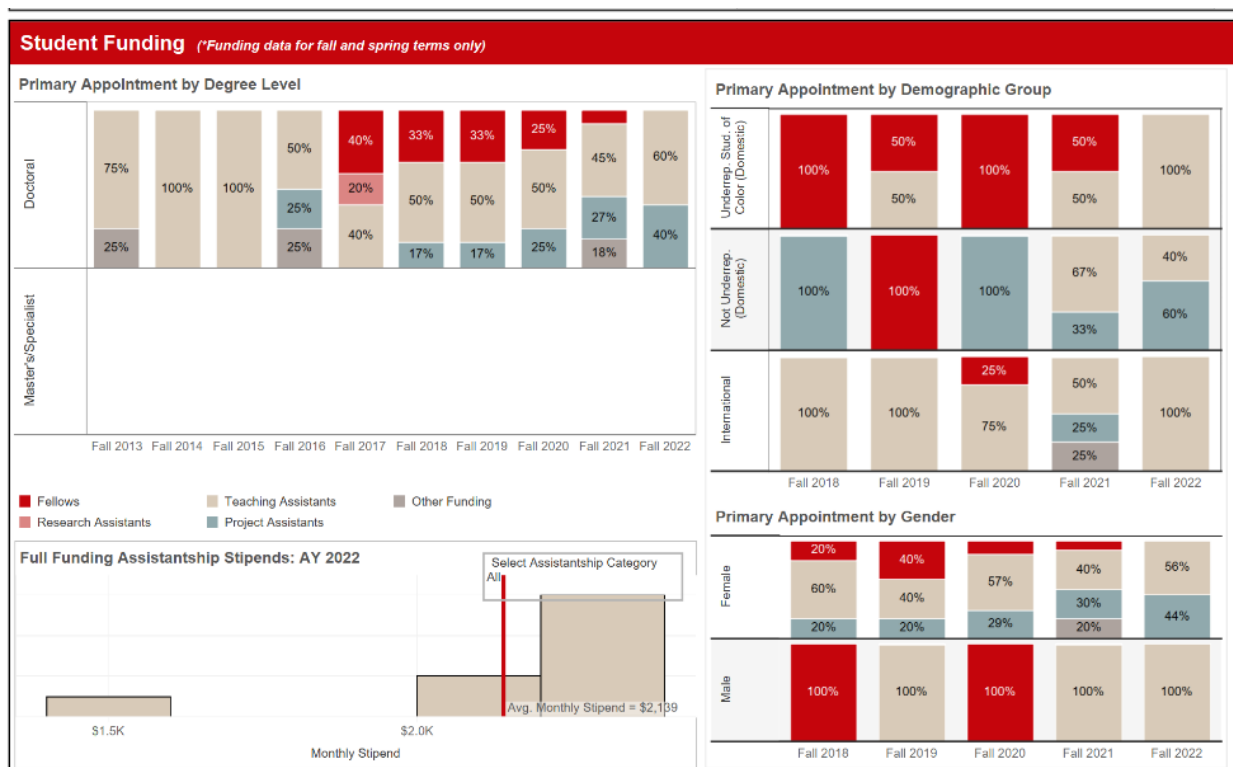 Student Funding (*Funding data for fall and spring terms only)
Primary Appointment by Degree Level
Doctoral
75%
25%
100%
100%
50%
25%
25%
40%
20%
40%
33%
50%
17%
33%
50%
17%
25%
50%
25%
45%
27%
18%
60%
40%
Master's/Specialist
Fall 2013 Fall 2014 Fall 2015 Fall 2016 Fall 2017 Fall 2018 Fall 2019 Fall 2020 Fall 2021 Fall 2022
Fellows Teaching Assistants Other Funding
Research Assistants Project Assistants
Full Funding Assistantship Stipends: AY 2022
Select Assistantship Category
All
Avg. Monthly Stipend = $2,139
$1.5K $2.0K
Monthly Stipend
Primary Appointment by Demographic Group
Underrep. Stud. of
Color (Domestic)
100%
50%
50%
100%
50%
50%
100%
Not Underrep.
(Domestic)
100%
100%
100%
67%
33%
40%
60%
International
100%
100%
25%
75%
50%
25%
25%
100%
Fall 2018 Fall 2019 Fall 2020 Fall 2021 Fall 2022
Primary Appointment by Gender
Female
20%
60%
20%
40%
40%
20%
57%
29%
40%
30%
20%
56%
44%
Male
100%
100%
100%
100%
100%
Fall 2018 Fall 2019 Fall 2020 Fall 2021 Fall 2022